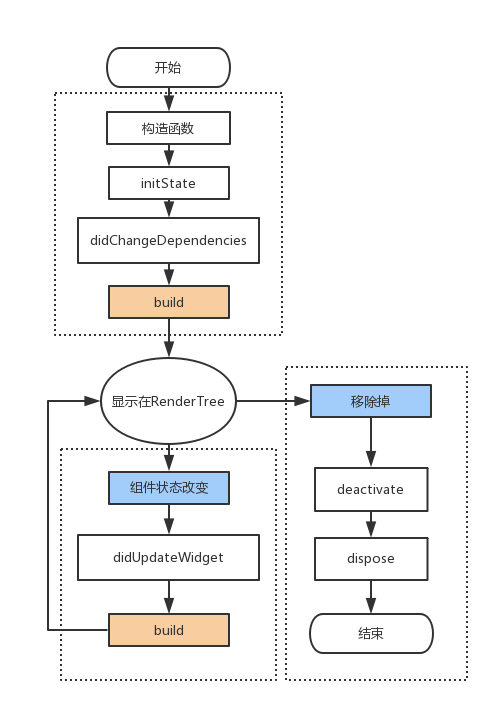 开始
构造函数
initState
didChangeDependencies
build
显示在RenderTree
移除掉
组件状态改变
deactivate
didUpdateWidget
dispose
build
结束